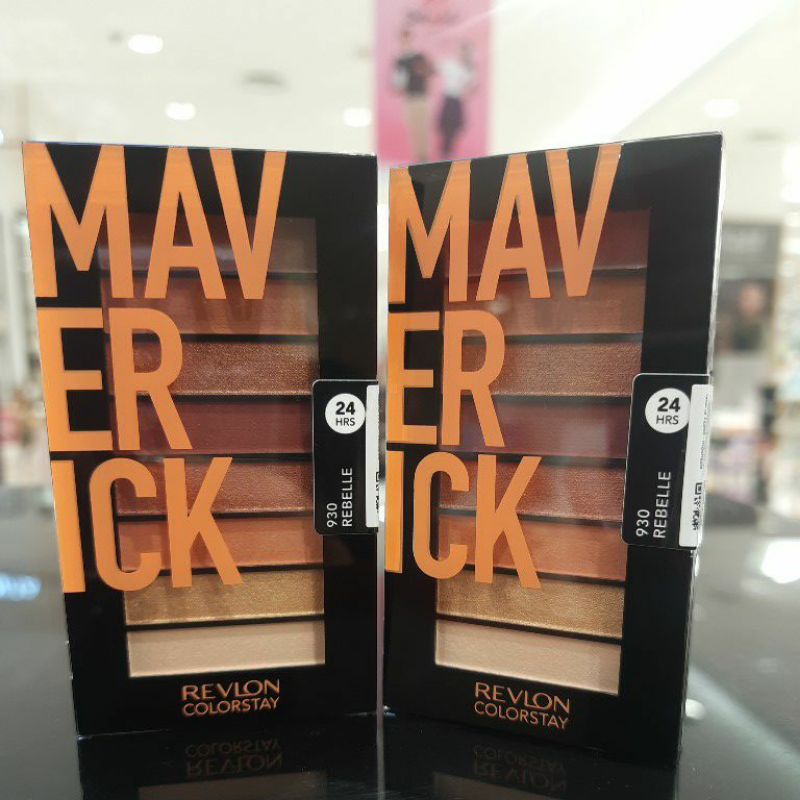 MAV
ER
ICK
24
HRS
930
REBELLE
REVLON
COLORSTAY
MAV
ER
ICK
24
HRS
930
REBELLE
REVLON
COLORSTAY